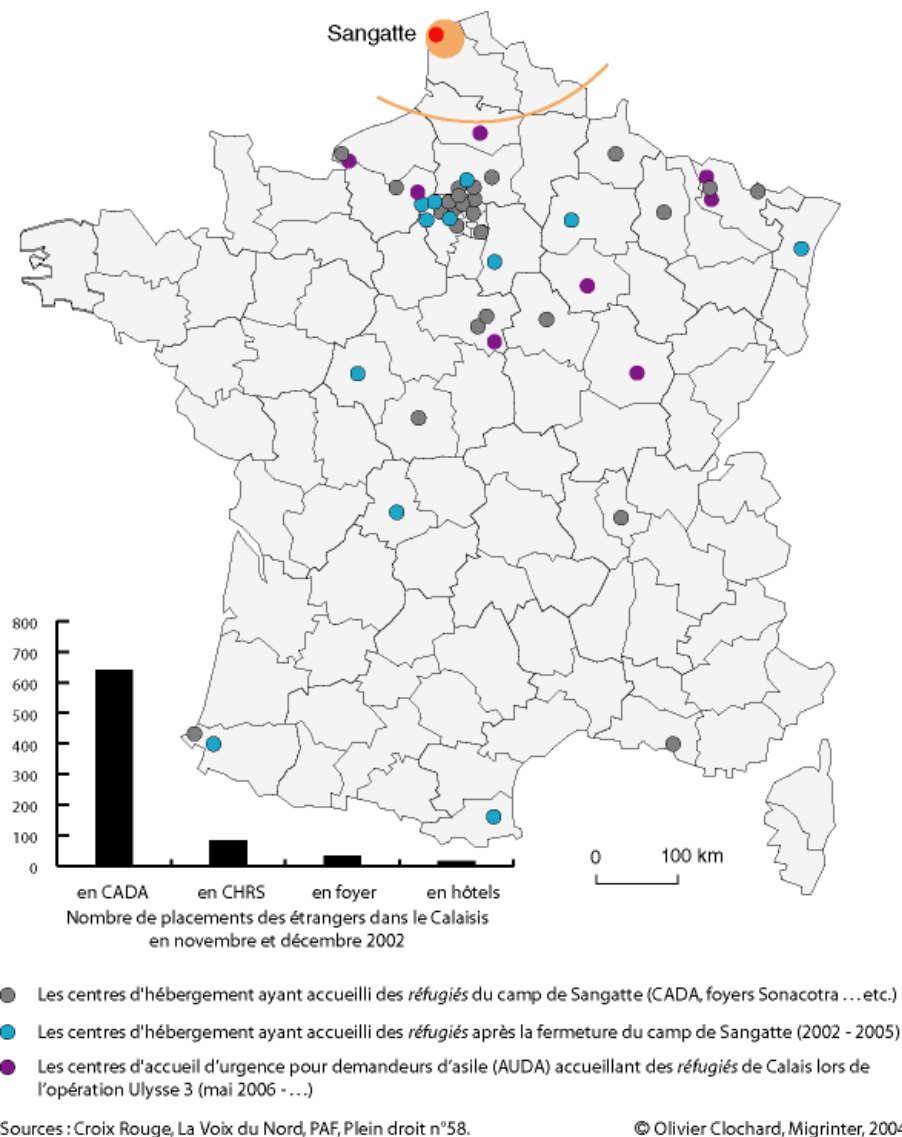 Sangatte
800
700
600
500
400
300
200
100
0
en CADA en CHRS en foyer en hôtels
Nombre de placements des étrangers dans le Calaisis
en novembre et décembre 2002
0 100 km
Les centres d'hébergement ayant accueilli des réfugiés du camp de Sangatte (CADA, foyers Sonacotra ... etc.)
Les centres d'hébergement ayant accueilli des réfugiés après la fermeture du camp de Sangatte (2002 - 2005)
Les centres d'accueil d'urgence pour demandeurs d'asile (AUDA) accueillant des réfugiés de Calais lors de
l'opération Ulysse 3 (mai 2006 - ...)
Sources : Croix Rouge, La Voix du Nord, PAF, Plein droit n°58. © Olivier Clochard, Migrinter, 2004